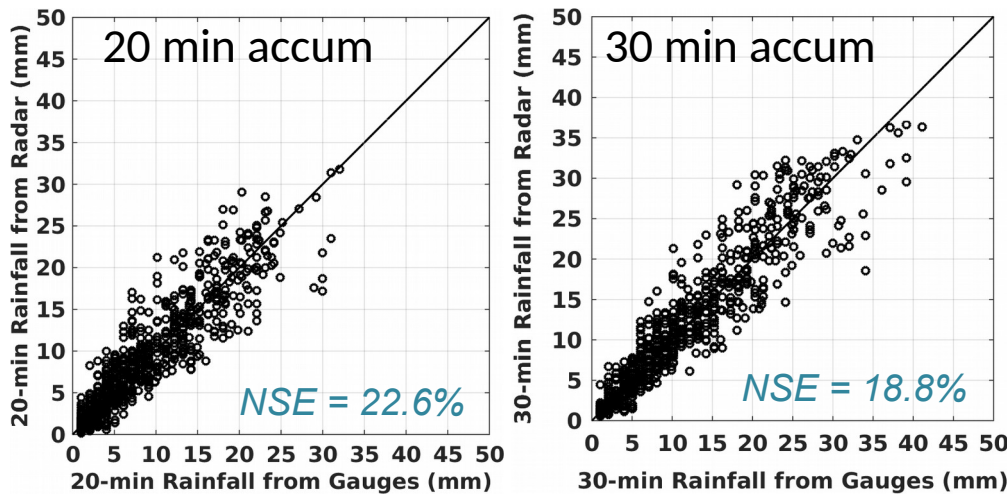 20 min accum
20-min Rainfall from Radar (mm)
50
45
40
35
30
25
20
15
10
5
0
NSE = 22.6%
0 5 10 15 20 25 30 35 40 45 50
20-min Rainfall from Gauges (mm)
30 min accum
30-min Rainfall from Radar (mm)
50
45
40
35
30
25
20
15
10
5
0
NSE = 18.8%
0 5 10 15 20 25 30 35 40 45 50
30-min Rainfall from Gauges (mm)